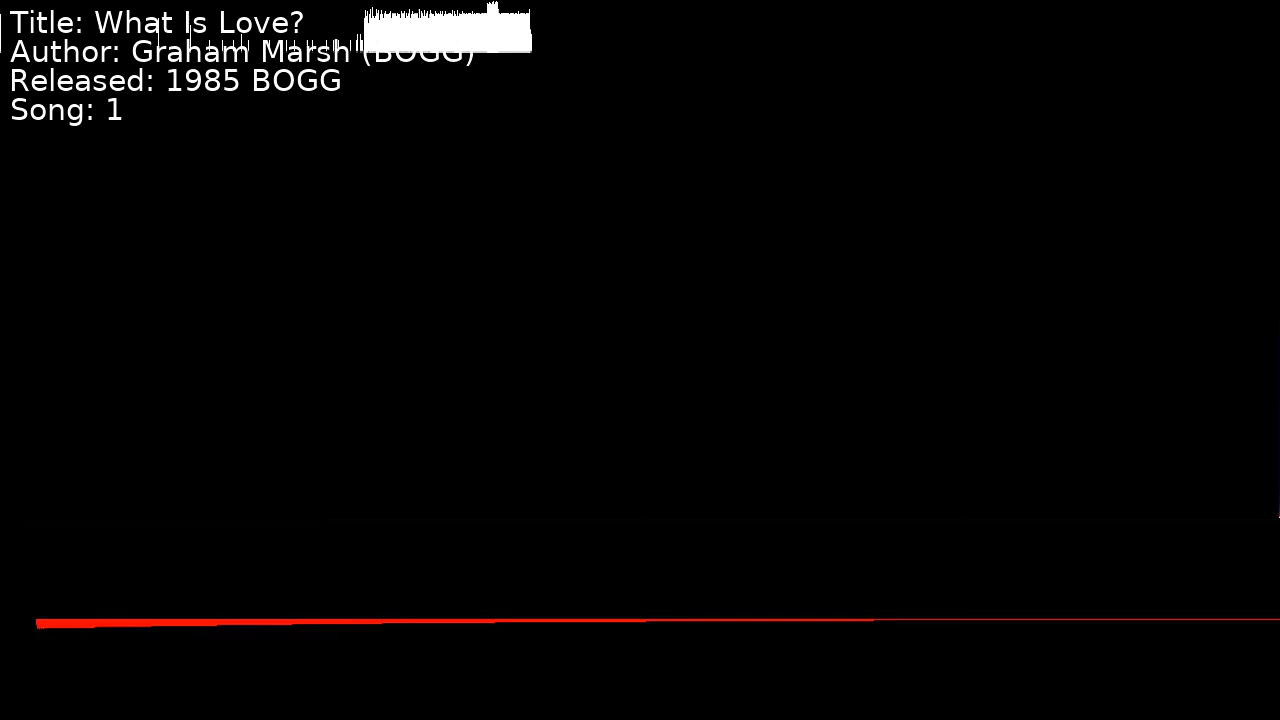 Title: What Is Love?
Author: Graham Marsh (BOGG)
Released: 1985 BOGG
Song: 1